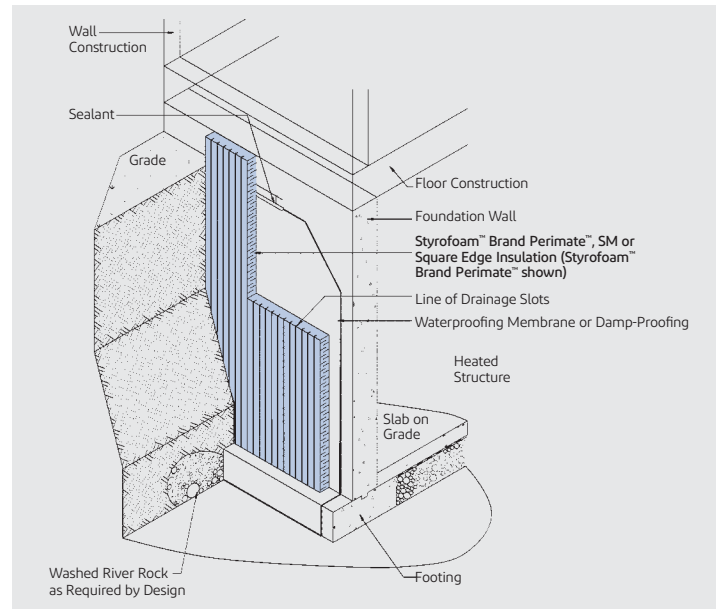 Wall
Construction
Sealant
Grade
Floor Construction
Foundation Wall
Styrofoam™ Brand Perimate™, SM or
Square Edge Insulation (Styrofoam™
Brand Perimate™ shown)
Line of Drainage Slots
Waterproofing Membrane or Damp-Proofing
Heated
Structure
Slab on
Grade
Washed River Rock
as Required by Design
Footing